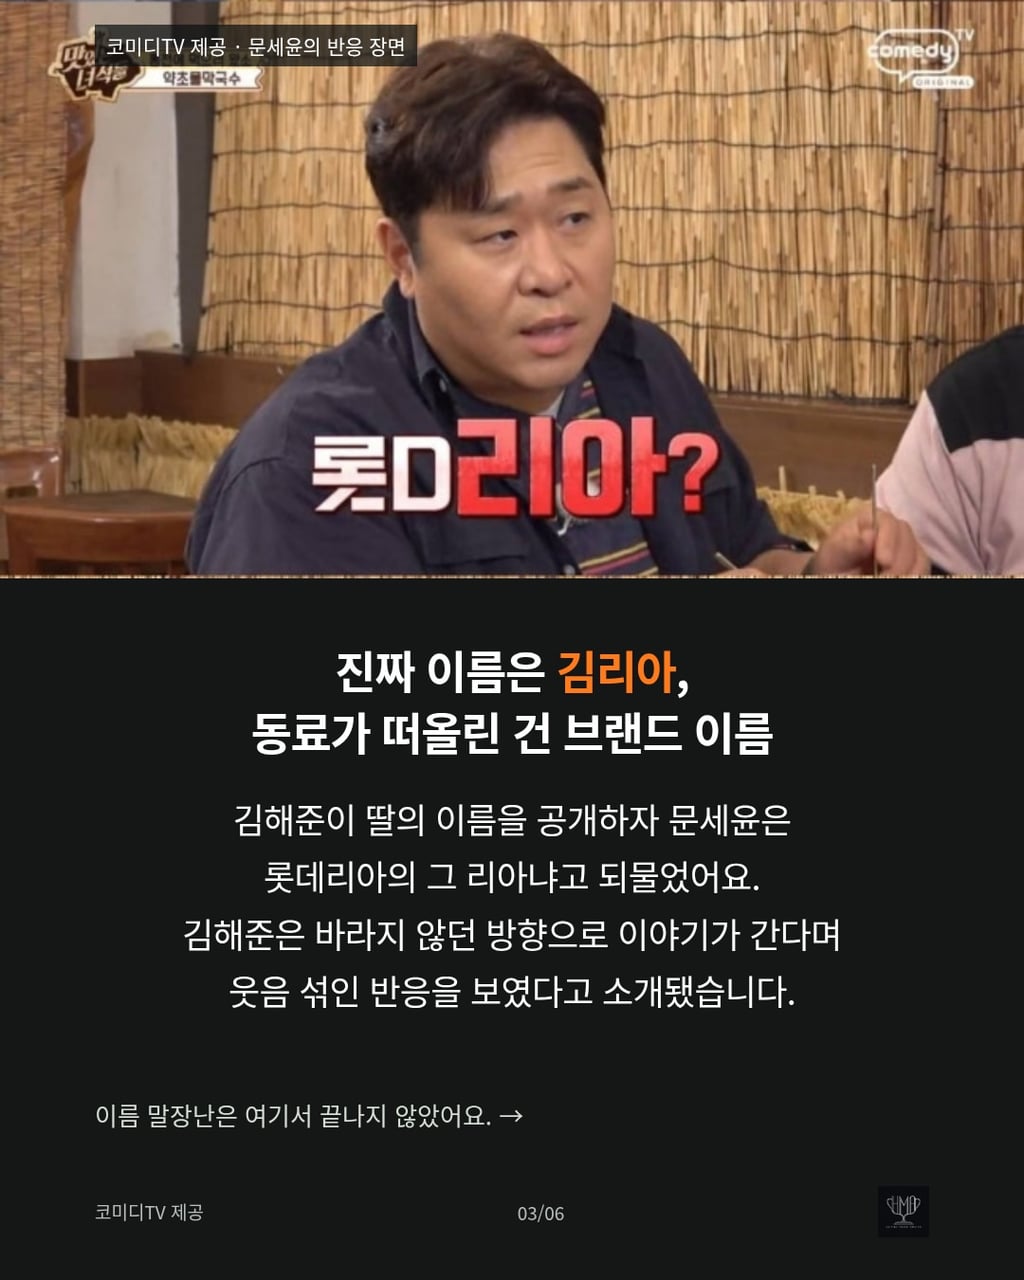 코미디TV 제공 · 문세윤의 반응 장면
약초물막국수
comedy TV
ORIGINAL
롯D리아?
진짜 이름은 김리아,
동료가 떠올린 건 브랜드 이름
김해준이 딸의 이름을 공개하자 문세윤은
롯데리아의 그 리아냐고 되물었어요.
김해준은 바라지 않던 방향으로 이야기가 간다며
웃음 섞인 반응을 보였다고 소개됐습니다.
이름 말장난은 여기서 끝나지 않았어요. →
코미디TV 제공
03/06